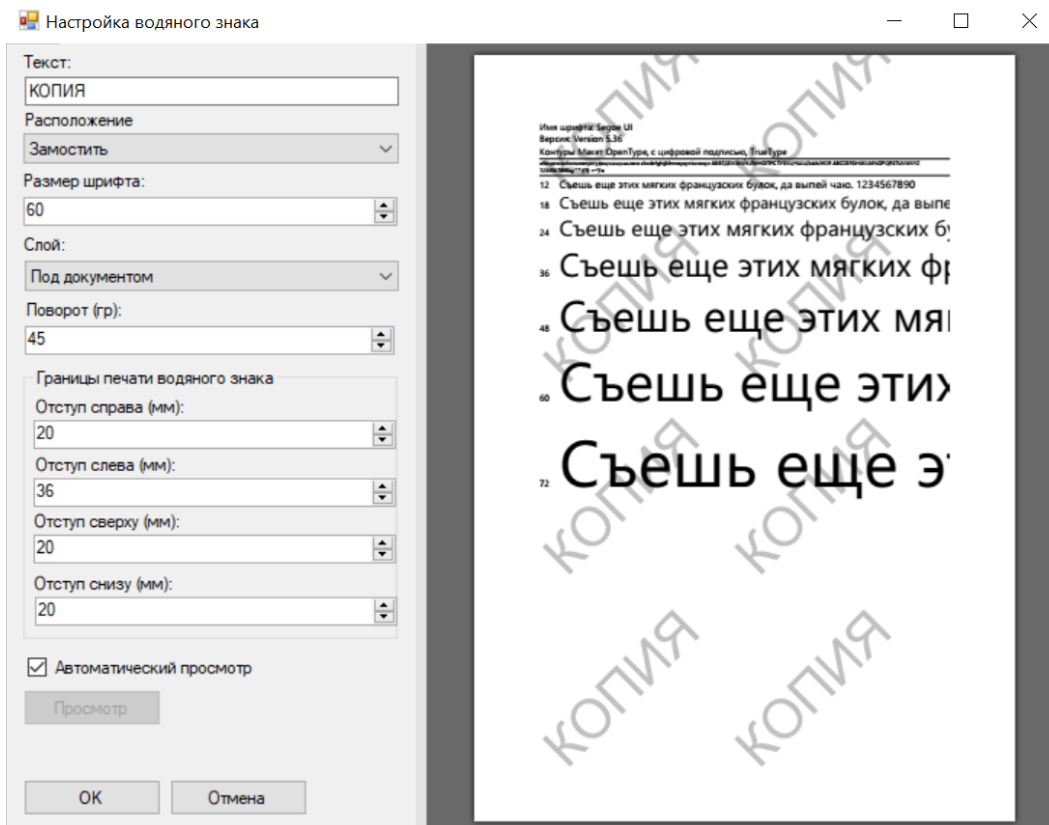 Настройка водяного знака
Текст:
КОПИЯ
Расположение
Замостить
Размер шрифта:
60
Слой:
Под документом
Поворот (гр):
45
Границы печати водяного знака
Отступ справа (мм):
20
Отступ слева (мм):
36
Отступ сверху (мм):
20
Отступ снизу (мм):
20
Автоматический просмотр
Просмотр
ОК
Отмена
КОПИЯ КОПИЯ
Имя шрифта: Segoe UI
Версия: Version 5.36
Контуры Макет OpenType, с цифровой подписью, TrueType
12 Съешь еще этих мягких французских булок, да выпей чаю. 1234567890
18 Съешь еще этих мягких французских булок, да выпе
24 Съешь еще этих мягких французских бу
КОПИЯ КОПИЯ
36 Съешь еще этих мягких фр
48 Съешь еще этих мя
60 Съешь еще этих
КОПИЯ КОПИЯ
72 Съешь еще э
КОПИЯ КОПИЯ